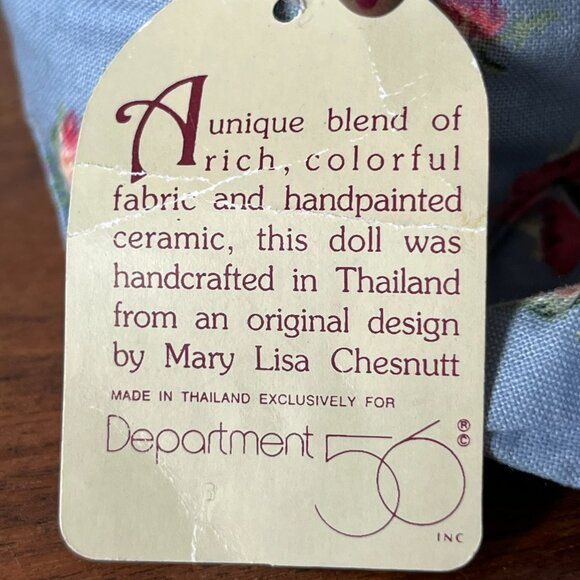 A unique blend of
rich, colorful
fabric and handpainted
ceramic, this doll was
handcrafted in Thailand
from an original design
by Mary Lisa Chesnutt
MADE IN THAILAND EXCLUSIVELY FOR
Department 56 ® ©
INC